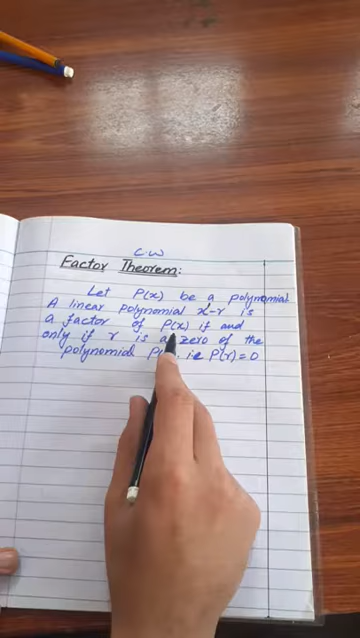 C.W
Factor Theorem:
Let P(x) be a polynomial
A linear polynomial x-r is
a factor of P(x) if and
only if r is a zero of the
polynomial i.e P(r)=0